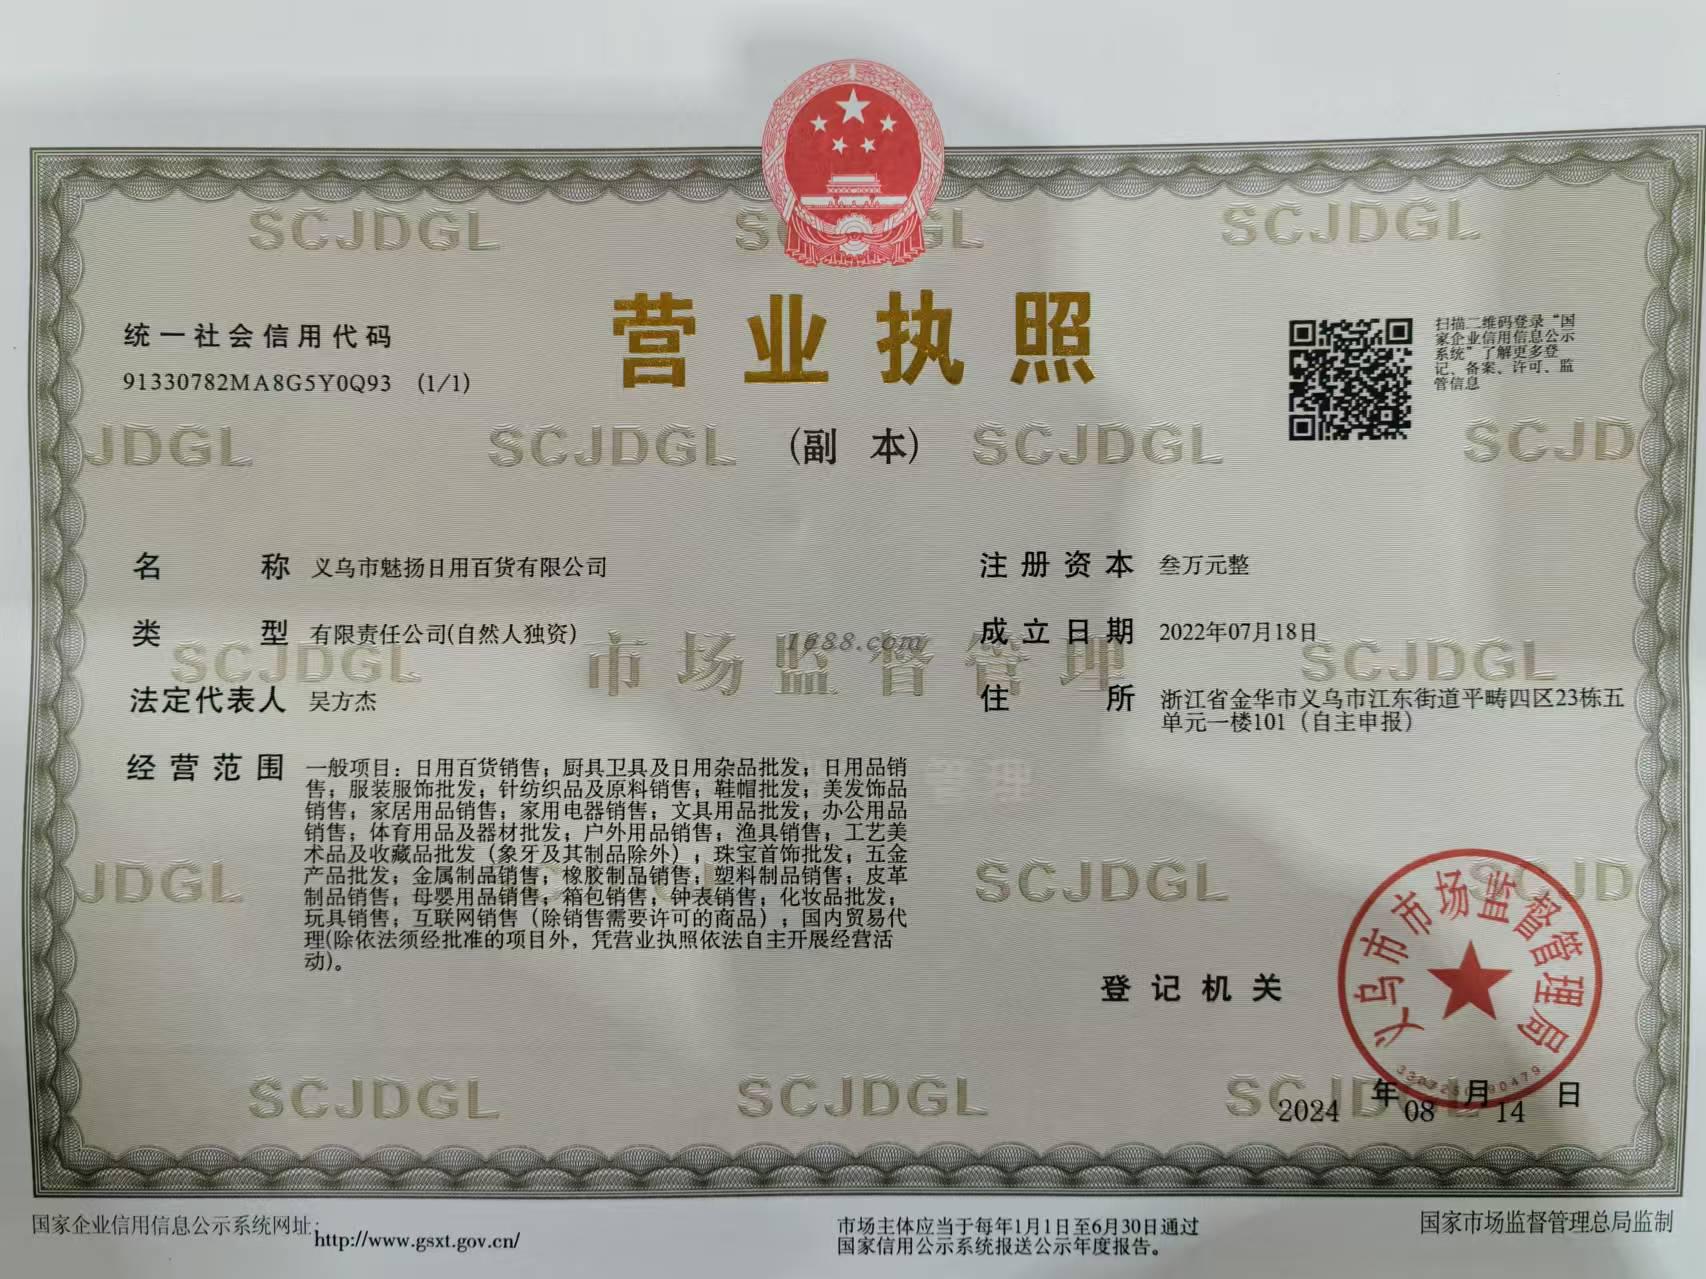 营业执照
(副 本)
统一社会信用代码
91330782MA8G5Y0Q93 (1/1)
扫描二维码登录“国
家企业信用信息公示
系统”了解更多登
记、备案、许可、监
管信息
名 称 义乌市魅扬日用百货有限公司
类 型 有限责任公司(自然人独资)
法定代表人 吴方杰
经营范围 一般项目：日用百货销售；厨具卫具及日用杂品批发；日用品销
售；服装服饰批发；针纺织品及原料销售；鞋帽批发；美发饰品
销售；家居用品销售；家用电器销售；文具用品批发；办公用品
销售；体育用品及器材批发；户外用品销售；渔具销售；工艺美
术品及收藏品批发（象牙及其制品除外）；珠宝首饰批发；五金
产品批发；金属制品销售；橡胶制品销售；塑料制品销售；皮革
制品销售；母婴用品销售；箱包销售；钟表销售；化妆品批发；
玩具销售；互联网销售（除销售需要许可的商品）；国内贸易代
理(除依法须经批准的项目外，凭营业执照依法自主开展经营活
动)。
注册资本 叁万元整
成立日期 2022年07月18日
住 所 浙江省金华市义乌市江东街道平畴四区23栋五
单元一楼101（自主申报）
登记机关
义乌市市场监督管理局
2024 年 08 月 14 日
SCJDGL
市场监督管理
1688.com
国家企业信用信息公示系统网址：http://www.gsxt.gov.cn/
市场主体应当于每年1月1日至6月30日通过
国家信用公示系统报送公示年度报告。
国家市场监督管理总局监制